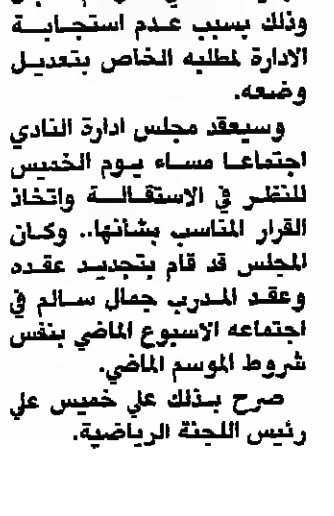 وذلك بسبب عدم استجابة
الادارة لمطلبه الخاص بتعديل
وضعه.
وسيعقد مجلس ادارة النادي
اجتماعا مساء يوم الخميس
للنظر في الاستقالة واتخاذ
القرار المناسب بشأنها.. وكان
المجلس قد قام بتجديد عقده
وعقد المدرب جمال سالم في
اجتماعه الاسبوع الماضي بنفس
شروط الموسم الماضي.
صرح بذلك علي خميس علي
رئيس اللجنة الرياضية.